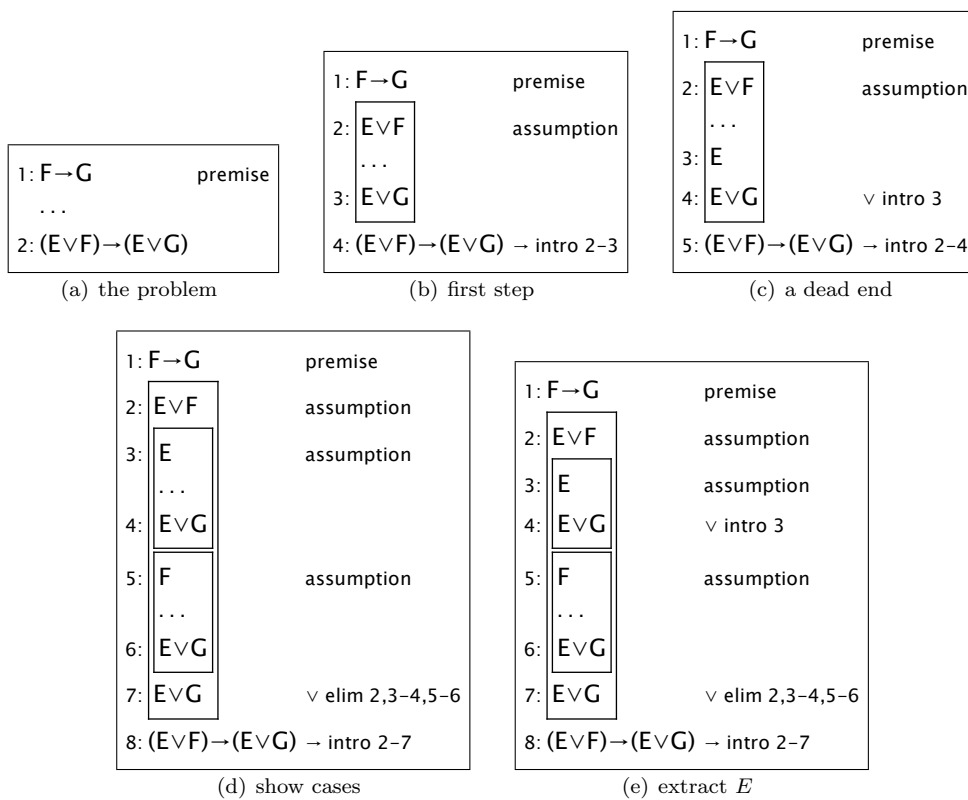 1: F→G premise
...
2: (E∨F)→(E∨G)
(a) the problem
1: F→G premise
2: E∨F assumption
...
3: E∨G
4: (E∨F)→(E∨G) → intro 2–3
(b) first step
1: F→G premise
2: E∨F assumption
...
3: E
4: E∨G ∨ intro 3
5: (E∨F)→(E∨G) → intro 2–4
(c) a dead end
1: F→G premise
2: E∨F assumption
3: E assumption
...
4: E∨G
5: F assumption
...
6: E∨G
7: E∨G ∨ elim 2,3–4,5–6
8: (E∨F)→(E∨G) → intro 2–7
(d) show cases
1: F→G premise
2: E∨F assumption
3: E assumption
4: E∨G ∨ intro 3
5: F assumption
...
6: E∨G
7: E∨G ∨ elim 2,3–4,5–6
8: (E∨F)→(E∨G) → intro 2–7
(e) extract E